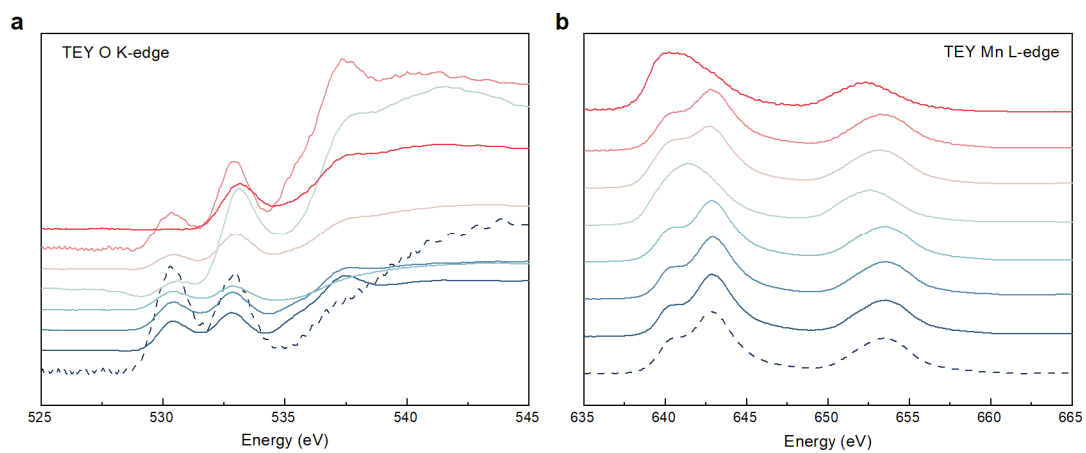 a
TEY O K-edge
525 530 535 540 545
Energy (eV)
b
TEY Mn L-edge
635 640 645 650 655 660 665
Energy (eV)